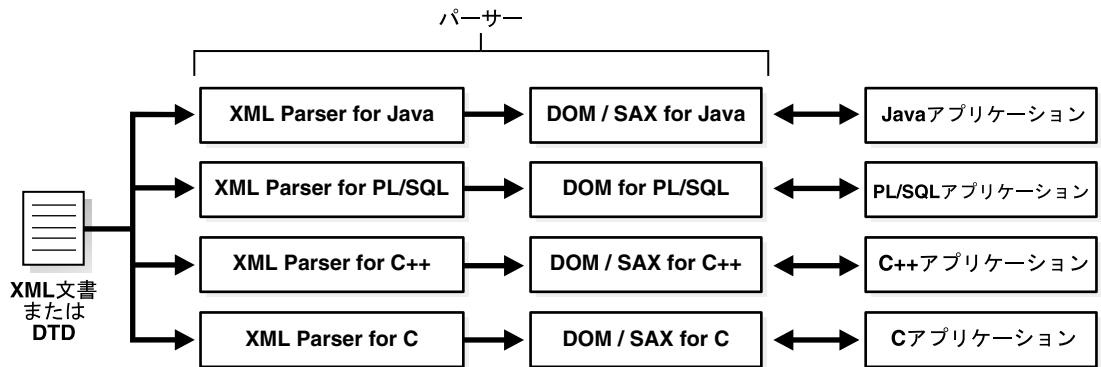 パーサー
XML Parser for Java
DOM / SAX for Java
Javaアプリケーション
XML Parser for PL/SQL
DOM for PL/SQL
PL/SQLアプリケーション
XML Parser for C++
DOM / SAX for C++
C++アプリケーション
XML文書
または
DTD
XML Parser for C
DOM / SAX for C
Cアプリケーション